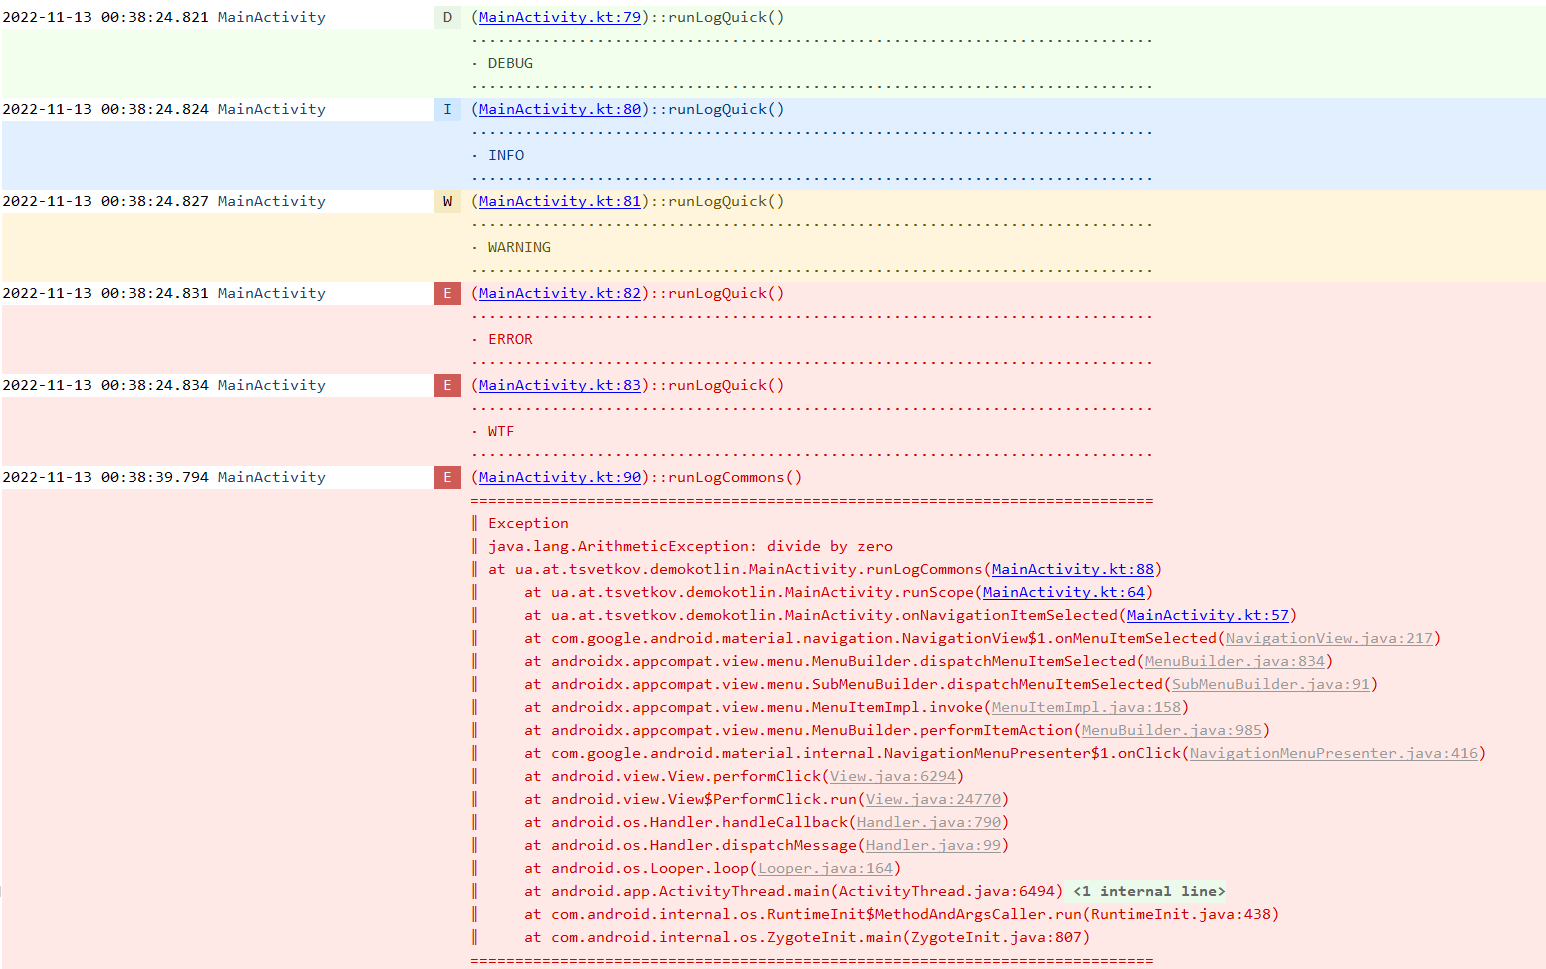 2022-11-13 00:38:24.821 MainActivity D (MainActivity.kt:79)::runLogQuick()
············································································
· DEBUG
············································································
2022-11-13 00:38:24.824 MainActivity I (MainActivity.kt:80)::runLogQuick()
············································································
· INFO
············································································
2022-11-13 00:38:24.827 MainActivity W (MainActivity.kt:81)::runLogQuick()
············································································
· WARNING
············································································
2022-11-13 00:38:24.831 MainActivity E (MainActivity.kt:82)::runLogQuick()
············································································
· ERROR
············································································
2022-11-13 00:38:24.834 MainActivity E (MainActivity.kt:83)::runLogQuick()
············································································
· WTF
············································································
2022-11-13 00:38:39.794 MainActivity E (MainActivity.kt:90)::runLogCommons()
============================================================================
║ Exception
║ java.lang.ArithmeticException: divide by zero
║ at ua.at.tsvetkov.demokotlin.MainActivity.runLogCommons(MainActivity.kt:88)
║     at ua.at.tsvetkov.demokotlin.MainActivity.runScope(MainActivity.kt:64)
║     at ua.at.tsvetkov.demokotlin.MainActivity.onNavigationItemSelected(MainActivity.kt:57)
║     at com.google.android.material.navigation.NavigationView$1.onMenuItemSelected(NavigationView.java:217)
║     at androidx.appcompat.view.menu.MenuBuilder.dispatchMenuItemSelected(MenuBuilder.java:834)
║     at androidx.appcompat.view.menu.SubMenuBuilder.dispatchMenuItemSelected(SubMenuBuilder.java:91)
║     at androidx.appcompat.view.menu.MenuItemImpl.invoke(MenuItemImpl.java:158)
║     at androidx.appcompat.view.menu.MenuBuilder.performItemAction(MenuBuilder.java:985)
║     at com.google.android.material.internal.NavigationMenuPresenter$1.onClick(NavigationMenuPresenter.java:416)
║     at android.view.View.performClick(View.java:6294)
║     at android.view.View$PerformClick.run(View.java:24770)
║     at android.os.Handler.handleCallback(Handler.java:790)
║     at android.os.Handler.dispatchMessage(Handler.java:99)
║     at android.os.Looper.loop(Looper.java:164)
║     at android.app.ActivityThread.main(ActivityThread.java:6494) <1 internal line>
║     at com.android.internal.os.RuntimeInit$MethodAndArgsCaller.run(RuntimeInit.java:438)
║     at com.android.internal.os.ZygoteInit.main(ZygoteInit.java:807)
============================================================================